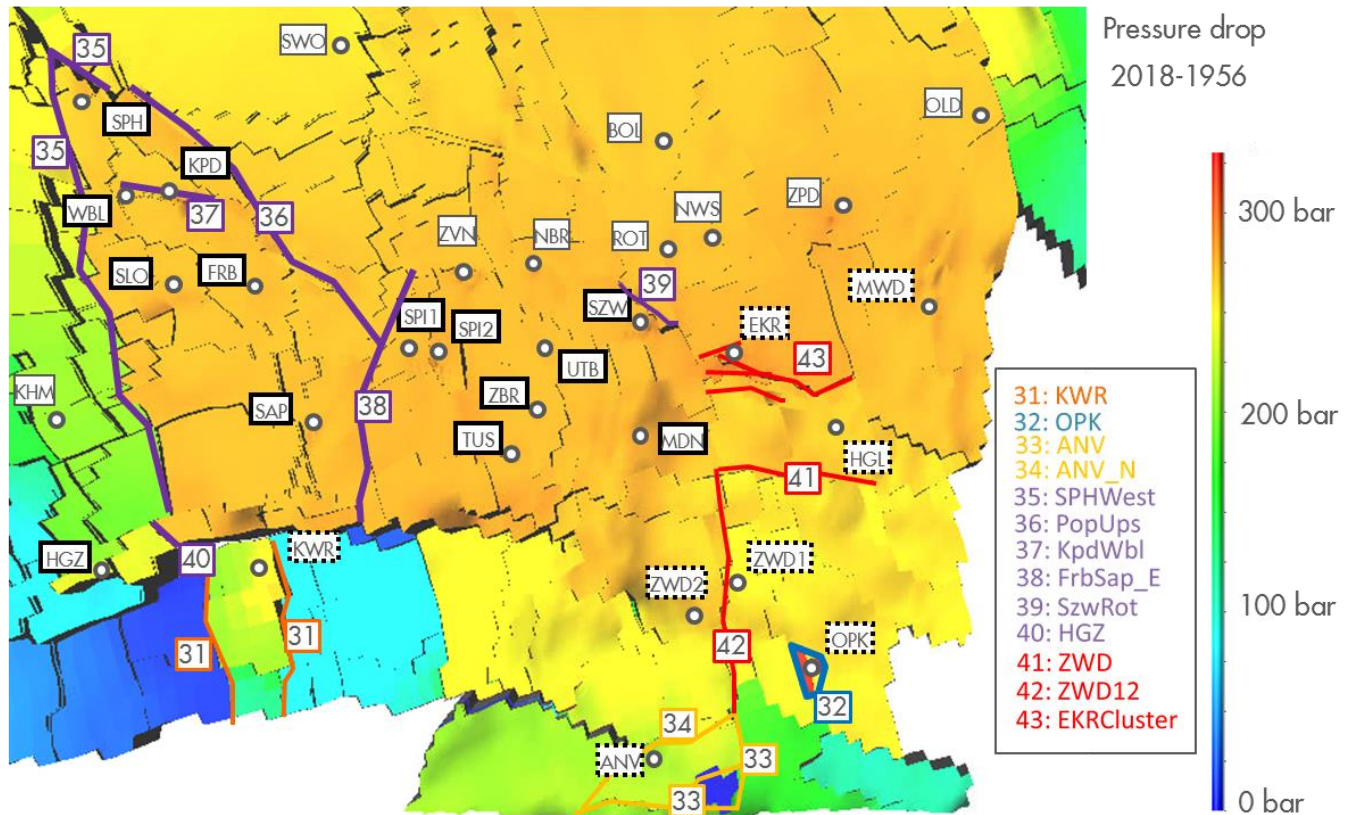 Pressure drop
2018-1956
35
SWO
SPH
OLD
BOL
35
KPD
ZPD
WBL
37
36
NWS
ZVN
NBR
ROT
SLO
FRB
39
MWD
SZW
SPI1
SPI2
EKR
UTB
43
KHM
SAP
38
ZBR
TUS
MDN
HGL
41
HGZ
40
KWR
ZWD1
ZWD2
31
31
42
OPK
32
34
ANV
33
33
31: KWR
32: OPK
33: ANV
34: ANV_N
35: SPHWest
36: PopUps
37: KpdWbl
38: FrbSap_E
39: SzwRot
40: HGZ
41: ZWD
42: ZWD12
43: EKRCluster
300 bar
200 bar
100 bar
0 bar